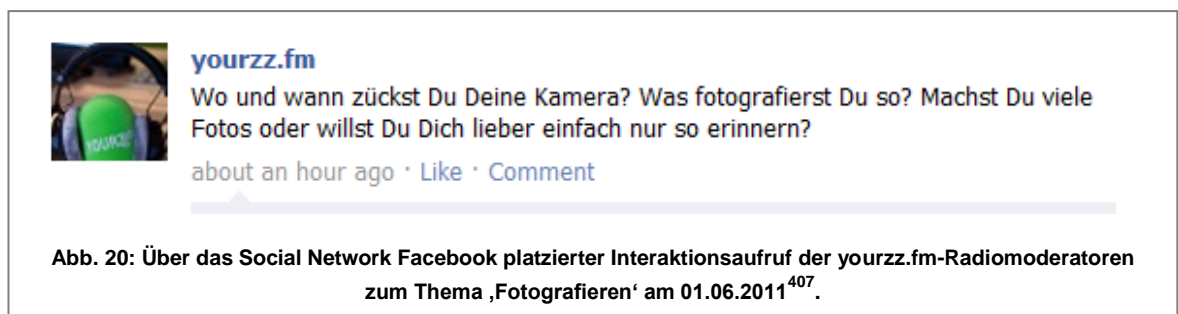 yourzz.fm
Wo und wann zückst Du Deine Kamera? Was fotografierst Du so? Machst Du viele
Fotos oder willst Du Dich lieber einfach nur so erinnern?
about an hour ago · Like · Comment
Abb. 20: Über das Social Network Facebook platzierter Interaktionsaufruf der yourzz.fm-Radiomoderatoren
zum Thema ‚Fotografieren‘ am 01.06.2011⁴⁰⁷.